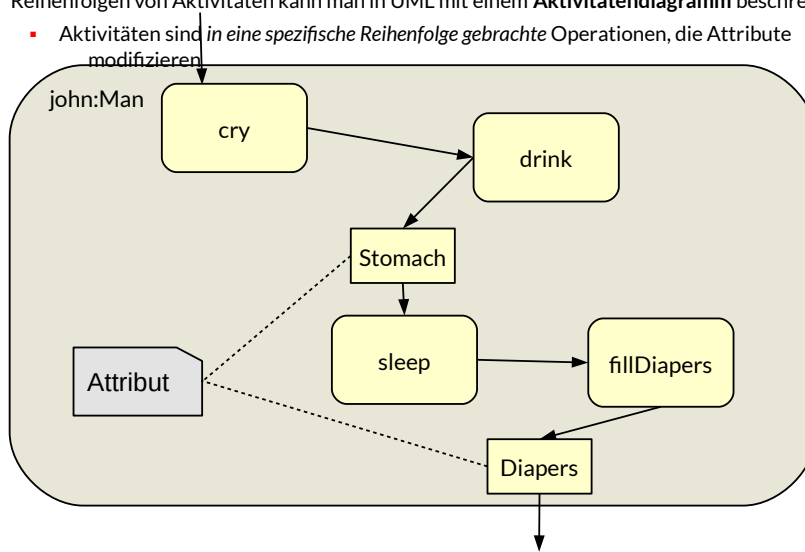 Reihenfolgen von Aktivitäten kann man in UML mit einem Aktivitätendiagramm
▪ Aktivitäten sind in eine spezifische Reihenfolge gebrachte Operationen, die Attribute
modifizieren
john:Man
cry
drink
Stomach
sleep
fillDiapers
Attribut
Diapers